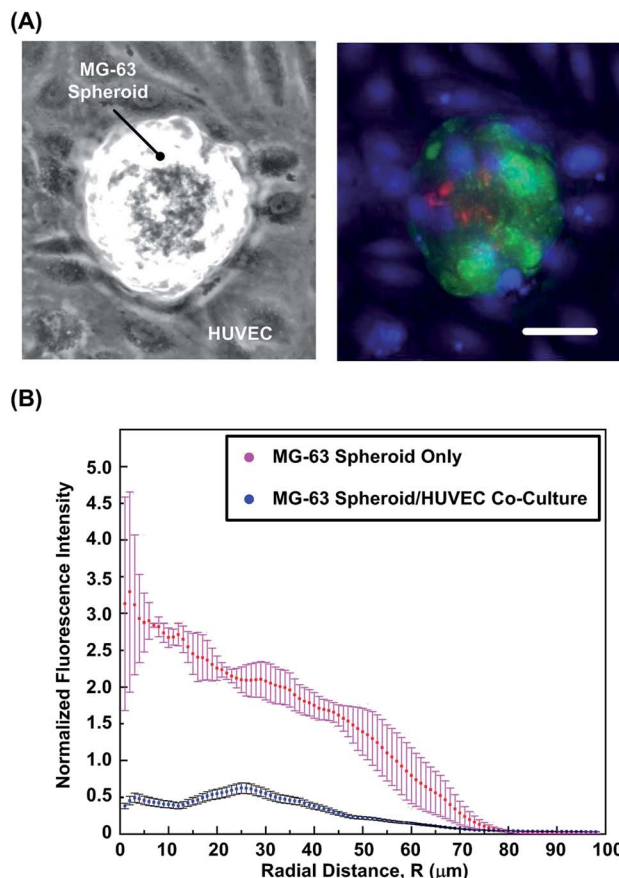 (A)
MG-63
Spheroid
HUVEC
(B)
MG-63 Spheroid Only
MG-63 Spheroid/HUVEC Co-Culture
Normalized Fluorescence Intensity
5.0
4.5
4.0
3.5
3.0
2.5
2.0
1.5
1.0
0.5
0
0 10 20 30 40 50 60 70 80 90 100
Radial Distance, R (μm)